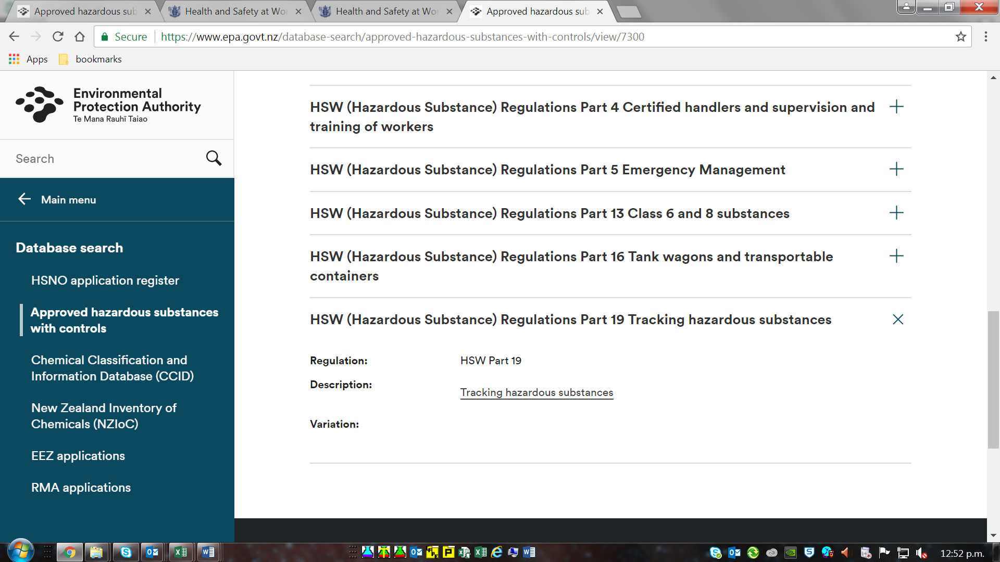 Approved hazardous sub
Health and Safety at Wor
Health and Safety at Wor
Approved hazardous sub
Secure
https://www.epa.govt.nz/database-search/approved-hazardous-substances-with-controls/view/7300
Apps
bookmarks
Environmental
Protection Authority
Te Mana Rauhī Taiao
Search
Main menu
Database search
HSNO application register
Approved hazardous substances
with controls
Chemical Classification and
Information Database (CCID)
New Zealand Inventory of
Chemicals (NZIoC)
EEZ applications
RMA applications
HSW (Hazardous Substance) Regulations Part 4 Certified handlers and supervision and
training of workers
HSW (Hazardous Substance) Regulations Part 5 Emergency Management
HSW (Hazardous Substance) Regulations Part 13 Class 6 and 8 substances
HSW (Hazardous Substance) Regulations Part 16 Tank wagons and transportable
containers
HSW (Hazardous Substance) Regulations Part 19 Tracking hazardous substances
Regulation: HSW Part 19
Description:
Tracking hazardous substances
Variation:
12:52 p.m.